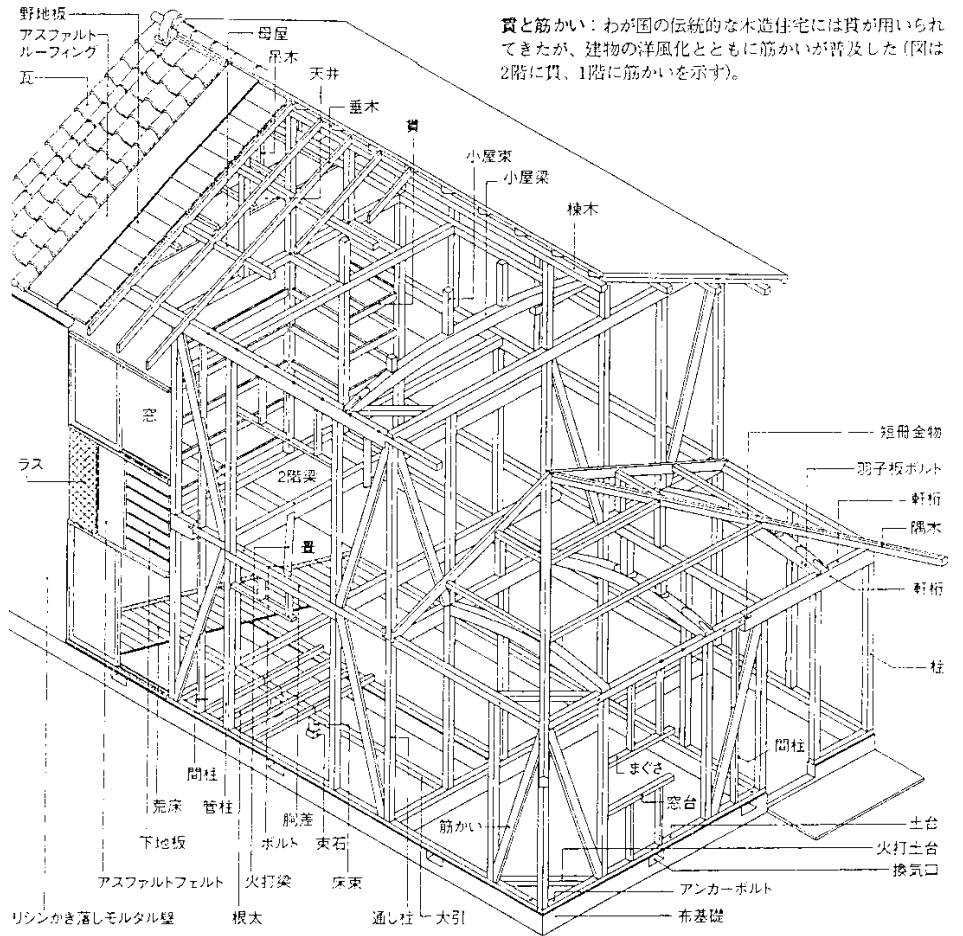 貫と筋かい：わが国の伝統的な木造住宅には貫が用いられ
てきたが、建物の洋風化とともに筋かいが普及した（図は
2階に貫、1階に筋かいを示す）。
野地板
アスファルト
ルーフィング
瓦
母屋
吊木
天井
垂木
貫
小屋束
小屋梁
棟木
窓
ラス
2階梁
畳
短冊金物
羽子板ボルト
軒桁
隅木
軒桁
柱
間柱
まぐさ
窓台
筋かい
土台
火打土台
換気口
アンカーボルト
布基礎
間柱
荒床
管柱
胴差
下地板
ボルト
束石
アスファルトフェルト
火打梁
床束
リシンかき落しモルタル壁
根太
通し柱
大引